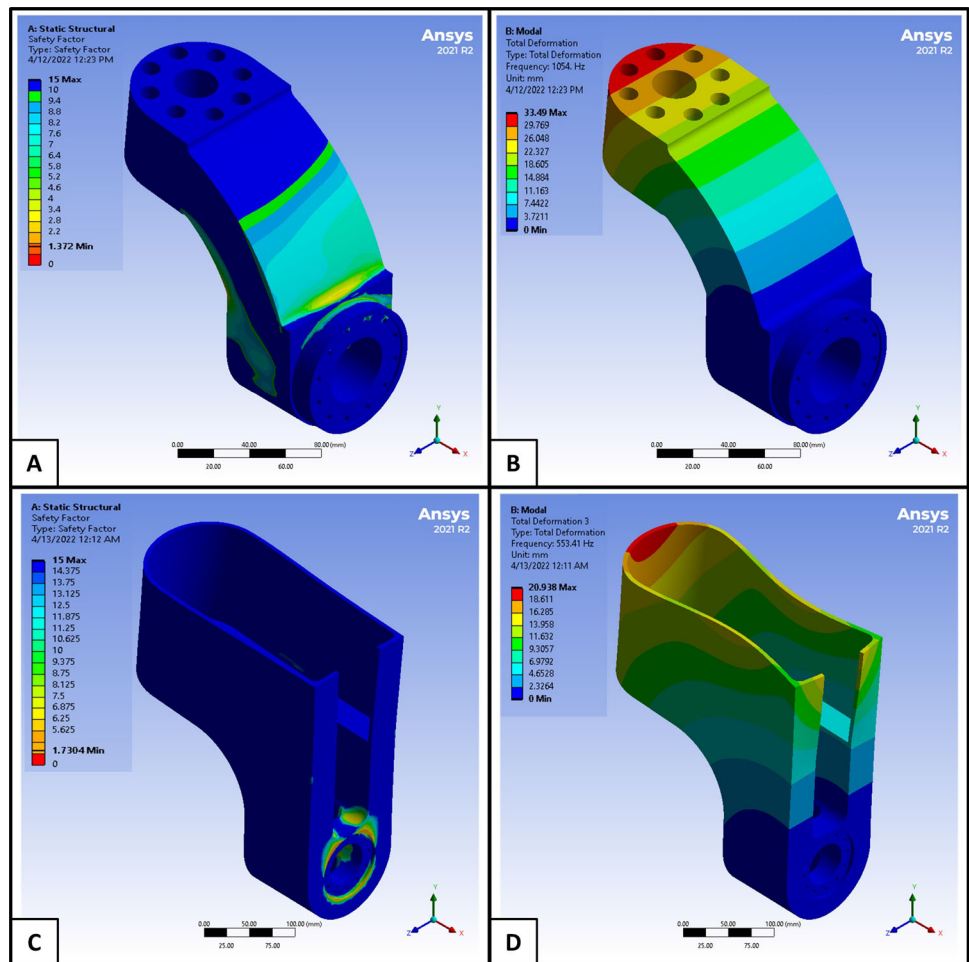 A: Static Structural
Safety Factor
Type: Safety Factor
4/12/2022 12:23 PM
15 Max
10
9.4
8.8
8.2
7.6
7
6.4
5.8
5.2
4.6
4
3.4
2.8
2.2
1.372 Min
0
Ansys
2021 R2
0.00
40.00
80.00 (mm)
20.00
60.00
Y
Z
X
A
B: Modal
Total Deformation
Type: Total Deformation
Frequency: 1054. Hz
Unit: mm
4/12/2022 12:23 PM
33.49 Max
29.769
26.048
22.327
18.605
14.884
11.163
7.4422
3.7211
0 Min
Ansys
2021 R2
0.00
40.00
80.00 (mm)
20.00
60.00
Y
Z
X
B
A: Static Structural
Safety Factor
Type: Safety Factor
4/13/2022 12:12 AM
15 Max
14.375
13.75
13.125
12.5
11.875
11.25
10.625
10
9.375
8.75
8.125
7.5
6.875
6.25
5.625
1.7304 Min
0
Ansys
2021 R2
0.00
50.00
100.00 (mm)
25.00
75.00
Y
Z
X
C
B: Modal
Total Deformation 3
Type: Total Deformation
Frequency: 553.41 Hz
Unit: mm
4/13/2022 12:11 AM
20.938 Max
18.611
16.285
13.958
11.632
9.3057
6.9792
4.6528
2.3264
0 Min
Ansys
2021 R2
0.00
50.00
100.00 (mm)
25.00
75.00
Y
Z
X
D